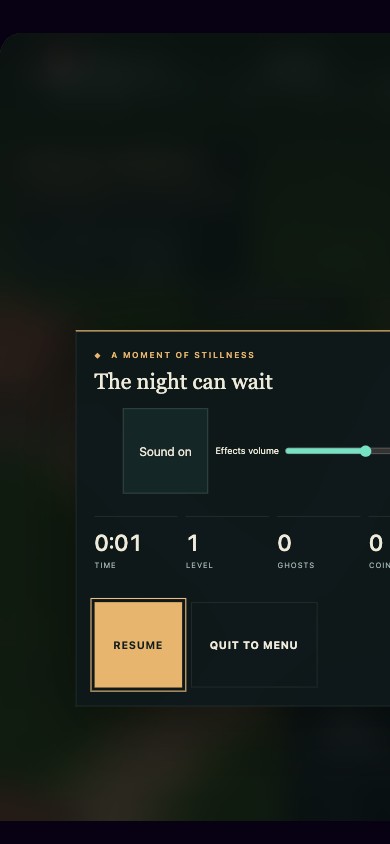 ◆ A MOMENT OF STILLNESS
The night can wait
Sound on
Effects volume
0:01 1 0 0
TIME LEVEL GHOSTS COIN
RESUME QUIT TO MENU